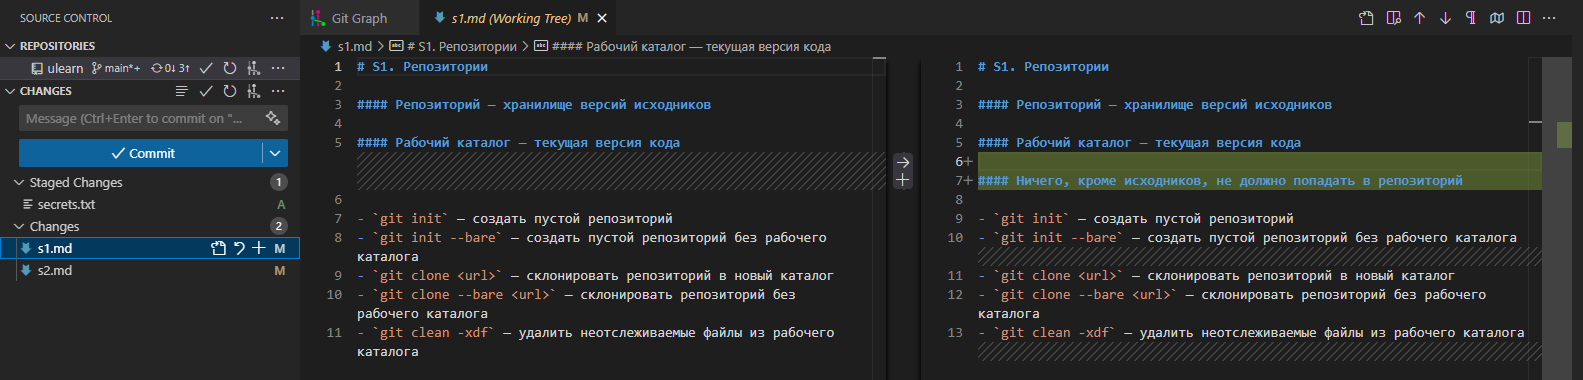 SOURCE CONTROL
REPOSITORIES
ulearn main*+ 0↓ 3↑
CHANGES
Message (Ctrl+Enter to commit on "...
Commit
Staged Changes 1
secrets.txt A
Changes 2
s1.md M
s2.md M
Git Graph
s1.md (Working Tree) M
s1.md > # S1. Репозитории > #### Рабочий каталог — текущая версия кода
1 # S1. Репозитории
2
3 #### Репозиторий — хранилище версий исходников
4
5 #### Рабочий каталог — текущая версия кода
6
7 - `git init` — создать пустой репозиторий
8 - `git init --bare` — создать пустой репозиторий без рабочего
каталога
9 - `git clone <url>` — склонировать репозиторий в новый каталог
10 - `git clone --bare <url>` — склонировать репозиторий без
рабочего каталога
11 - `git clean -xdf` — удалить неотслеживаемые файлы из рабочего
каталога
1 # S1. Репозитории
2
3 #### Репозиторий — хранилище версий исходников
4
5 #### Рабочий каталог — текущая версия кода
6+
7+ #### Ничего, кроме исходников, не должно попадать в репозиторий
8
9 - `git init` — создать пустой репозиторий
10 - `git init --bare` — создать пустой репозиторий без рабочего каталога
11 - `git clone <url>` — склонировать репозиторий в новый каталог
12 - `git clone --bare <url>` — склонировать репозиторий без рабочего
каталога
13 - `git clean -xdf` — удалить неотслеживаемые файлы из рабочего каталога